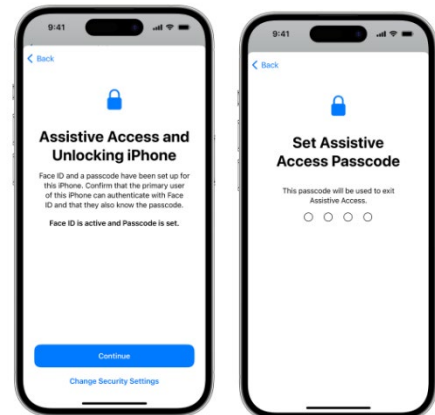 9:41
Back
Assistive Access and
Unlocking iPhone
Face ID and a passcode have been set up for
this iPhone. Confirm that the primary user
of this iPhone can authenticate with Face
ID and that they also know the passcode.
Face ID is active and Passcode is set.
Continue
Change Security Settings
9:41
Back
Set Assistive
Access Passcode
This passcode will be used to exit
Assistive Access.